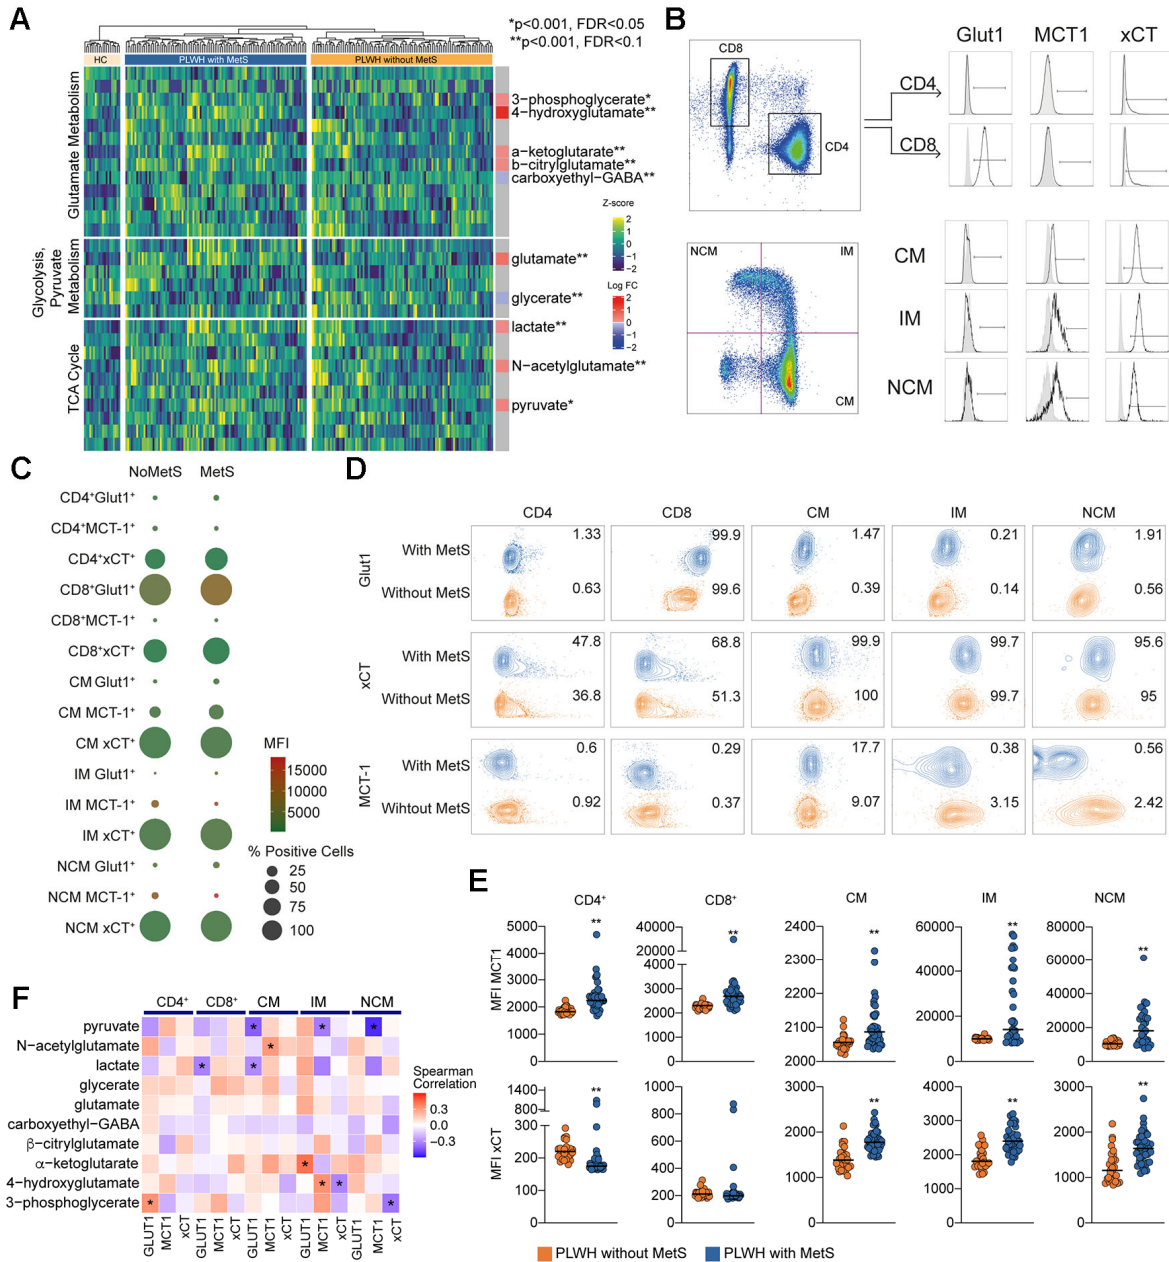 A
*p<0.001, FDR<0.05
**p<0.001, FDR<0.1
HC
PLWH with MetS
PLWH without MetS
Glutamate Metabolism
3-phosphoglycerate*
4-hydroxyglutamate**
a-ketoglutarate**
b-citrylglutamate**
carboxyethyl-GABA**
Glycolysis,
Pyruvate
Metabolism
glutamate**
glycerate**
TCA Cycle
lactate**
N-acetylglutamate**
pyruvate*
Z-score
2
1
0
-1
-2
Log FC
2
1
0
-1
-2
B
CD8
CD4
CD4
CD8
Glut1
MCT1
xCT
NCM
IM
CM
CM
IM
NCM
C
NoMetS
MetS
CD4+Glut1+
CD4+MCT-1+
CD4+xCT+
CD8+Glut1+
CD8+MCT-1+
CD8+xCT+
CM Glut1+
CM MCT-1+
CM xCT+
IM Glut1+
IM MCT-1+
IM xCT+
NCM Glut1+
NCM MCT-1+
NCM xCT+
MFI
15000
10000
5000
% Positive Cells
25
50
75
100
D
CD4
CD8
CM
IM
NCM
Glut1
With MetS
1.33
99.9
1.47
0.21
1.91
Without MetS
0.63
99.6
0.39
0.14
0.56
xCT
With MetS
47.8
68.8
99.9
99.7
95.6
Without MetS
36.8
51.3
100
99.7
95
MCT-1
With MetS
0.6
0.29
17.7
0.38
0.56
Without MetS
0.92
0.37
9.07
3.15
2.42
E
CD4+
CD8+
CM
IM
NCM
MFI MCT1
5000
4000
3000
2000
1000
0
**
40000
20000
4000
3000
2000
1000
0
**
2400
2300
2200
2100
2000
**
60000
40000
20000
0
**
80000
60000
40000
20000
0
**
MFI xCT
1400
800
300
200
100
0
**
1000
800
600
400
200
0
3000
2000
1000
0
**
4000
3000
2000
1000
0
**
3000
2000
1000
0
**
PLWH without MetS
PLWH with MetS
F
CD4+
CD8+
CM
IM
NCM
pyruvate
* * *
N-acetylglutamate
*
lactate
* *
glycerate
glutamate
carboxyethyl-GABA
β-citrylglutamate
α-ketoglutarate
*
4-hydroxyglutamate
* *
3-phosphoglycerate
* *
GLUT1
MCT1
xCT
GLUT1
MCT1
xCT
GLUT1
MCT1
xCT
GLUT1
MCT1
xCT
GLUT1
MCT1
xCT
Spearman
Correlation
0.3
0.0
-0.3